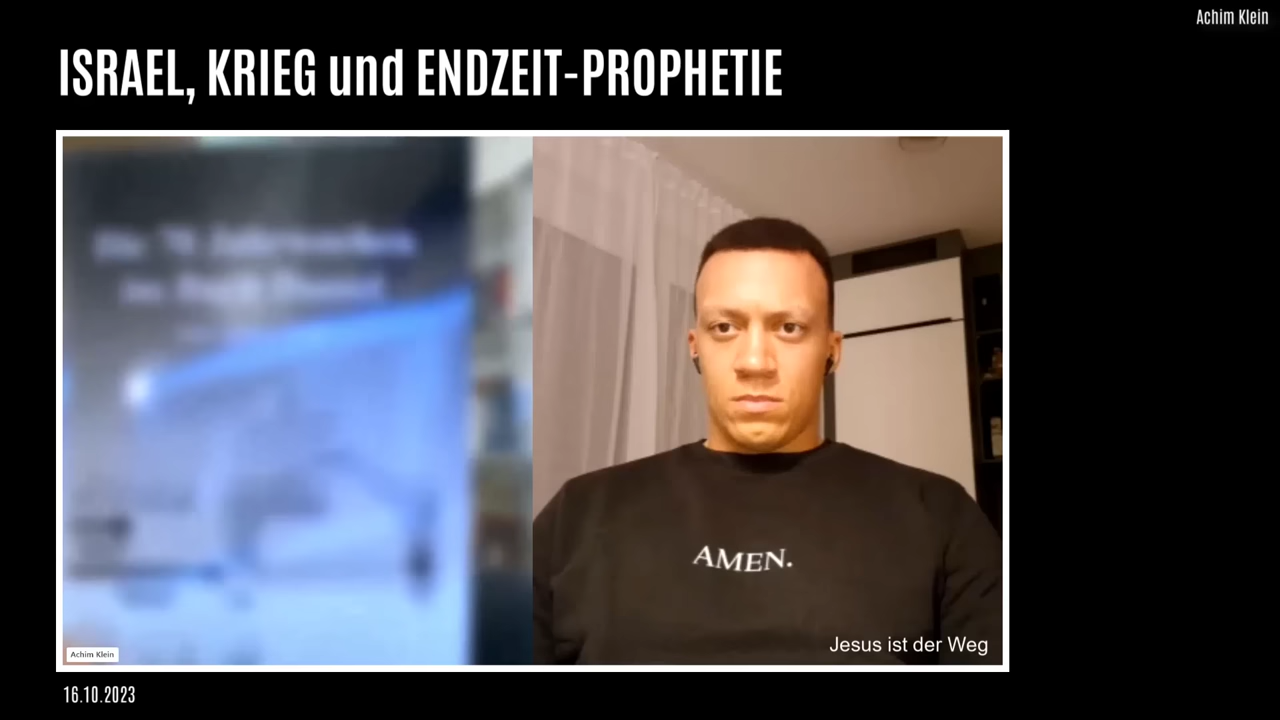 Achim Klein
ISRAEL, KRIEG und ENDZEIT-PROPHETIE
AMEN.
Jesus ist der Weg
Achim Klein
16.10.2023